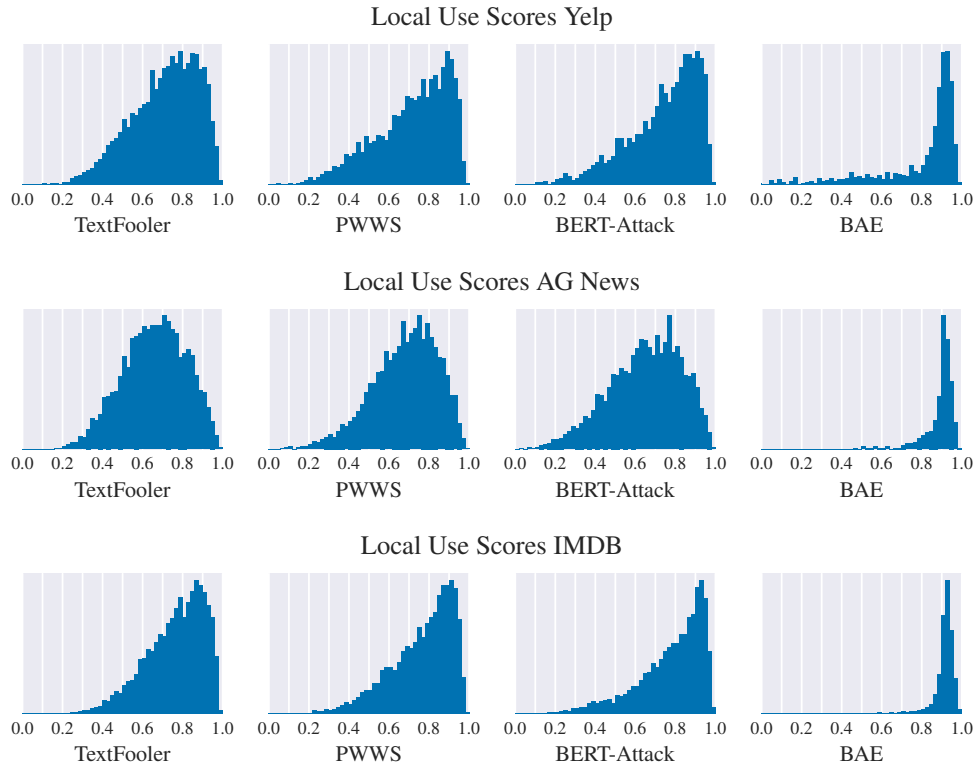 Local Use Scores Yelp
0.0 0.2 0.4 0.6 0.8 1.0 0.0 0.2 0.4 0.6 0.8 1.0 0.0 0.2 0.4 0.6 0.8 1.0 0.0 0.2 0.4 0.6 0.8 1.0
TextFooler PWWS BERT-Attack BAE
Local Use Scores AG News
0.0 0.2 0.4 0.6 0.8 1.0 0.0 0.2 0.4 0.6 0.8 1.0 0.0 0.2 0.4 0.6 0.8 1.0 0.0 0.2 0.4 0.6 0.8 1.0
TextFooler PWWS BERT-Attack BAE
Local Use Scores IMDB
0.0 0.2 0.4 0.6 0.8 1.0 0.0 0.2 0.4 0.6 0.8 1.0 0.0 0.2 0.4 0.6 0.8 1.0 0.0 0.2 0.4 0.6 0.8 1.0
TextFooler PWWS BERT-Attack BAE